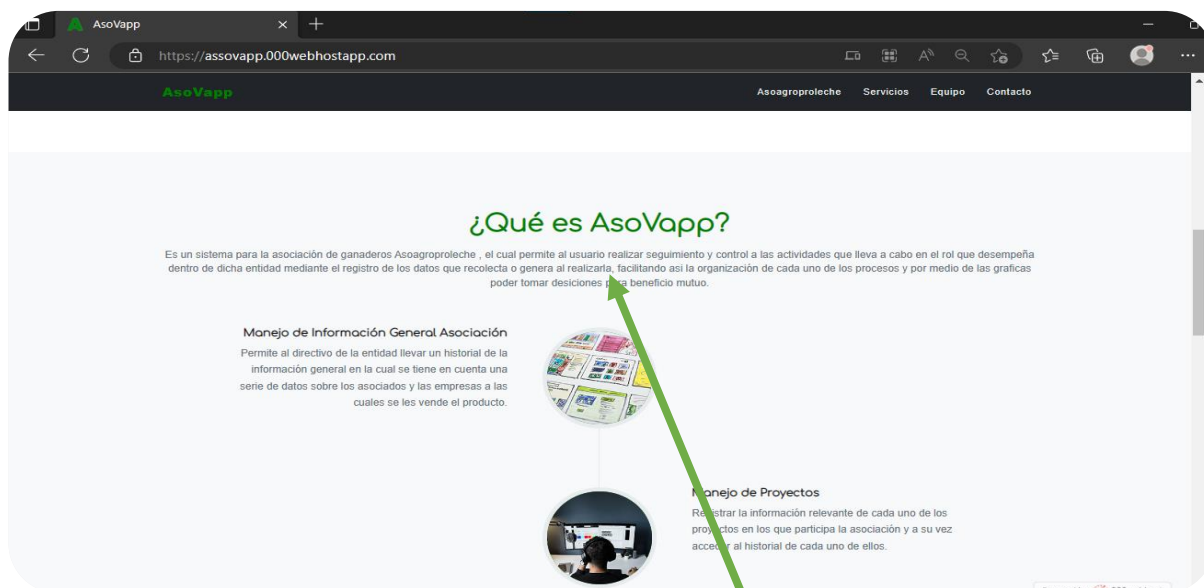 AsoVapp
https://assovapp.000webhostapp.com
AsoVapp
Asoagroproleche Servicios Equipo Contacto
¿Qué es AsoVapp?
Es un sistema para la asociación de ganaderos Asoagroproleche , el cual permite al usuario realizar seguimiento y control a las actividades que lleva a cabo en el rol que desempeña
dentro de dicha entidad mediante el registro de los datos que recolecta o genera al realizarla, facilitando asi la organización de cada uno de los procesos y por medio de las graficas
poder tomar desiciones para beneficio mutuo.
Manejo de Información General Asociación
Permite al directivo de la entidad llevar un historial de la
información general en la cual se tiene en cuenta una
serie de datos sobre los asociados y las empresas a las
cuales se les vende el producto.
Manejo de Proyectos
Registrar la información relevante de cada uno de los
proyectos en los que participa la asociación y a su vez
acceder al historial de cada uno de ellos.